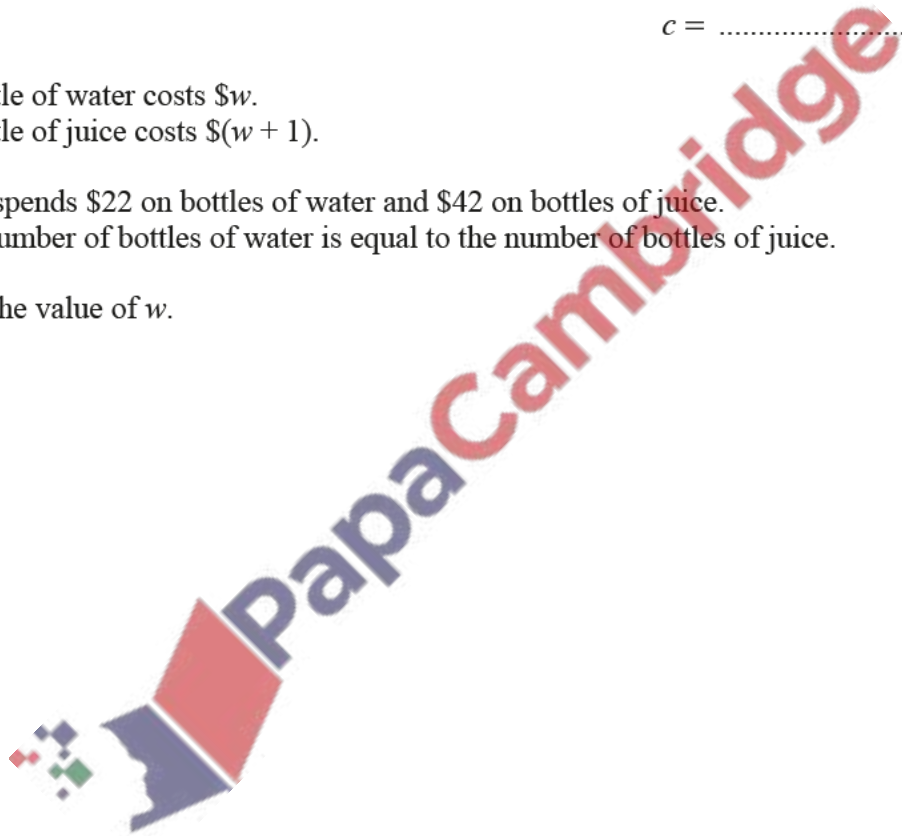 c = ........................
le of water costs $w.
le of juice costs $(w + 1).
spends $22 on bottles of water and $42 on bottles of juice.
umber of bottles of water is equal to the number of bottles of juice.
he value of w.
PapaCambridge